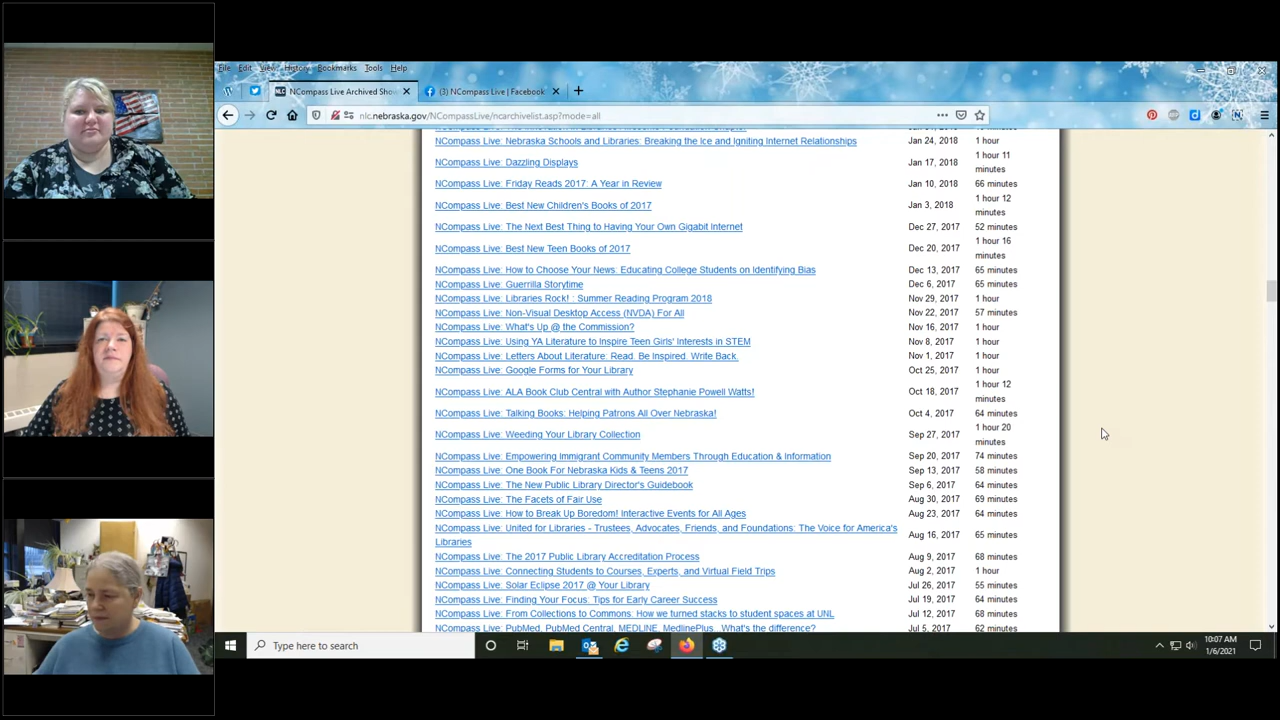 File Edit View History Bookmarks Tools Help
NCompass Live Archived Show
(3) NCompass Live | Facebook
nlc.nebraska.gov/NCompassLive/ncarchivelist.asp?mode=all
NCompass Live: Nebraska Schools and Libraries: Breaking the Ice and Igniting Internet Relationships Jan 24, 2018 1 hour
NCompass Live: Dazzling Displays Jan 17, 2018 1 hour 11
minutes
NCompass Live: Friday Reads 2017: A Year in Review Jan 10, 2018 66 minutes
NCompass Live: Best New Children's Books of 2017 Jan 3, 2018 1 hour 12
minutes
NCompass Live: The Next Best Thing to Having Your Own Gigabit Internet Dec 27, 2017 52 minutes
NCompass Live: Best New Teen Books of 2017 Dec 20, 2017 1 hour 16
minutes
NCompass Live: How to Choose Your News: Educating College Students on Identifying Bias Dec 13, 2017 65 minutes
NCompass Live: Guerrilla Storytime Dec 6, 2017 65 minutes
NCompass Live: Libraries Rock! : Summer Reading Program 2018 Nov 29, 2017 1 hour
NCompass Live: Non-Visual Desktop Access (NVDA) For All Nov 22, 2017 57 minutes
NCompass Live: What's Up @ the Commission? Nov 16, 2017 1 hour
NCompass Live: Using YA Literature to Inspire Teen Girls' Interests in STEM Nov 8, 2017 1 hour
NCompass Live: Letters About Literature: Read. Be Inspired. Write Back. Nov 1, 2017 1 hour
NCompass Live: Google Forms for Your Library Oct 25, 2017 1 hour
NCompass Live: ALA Book Club Central with Author Stephanie Powell Watts! Oct 18, 2017 1 hour 12
minutes
NCompass Live: Talking Books: Helping Patrons All Over Nebraska! Oct 4, 2017 64 minutes
NCompass Live: Weeding Your Library Collection Sep 27, 2017 1 hour 20
minutes
NCompass Live: Empowering Immigrant Community Members Through Education & Information Sep 20, 2017 74 minutes
NCompass Live: One Book For Nebraska Kids & Teens 2017 Sep 13, 2017 58 minutes
NCompass Live: The New Public Library Director's Guidebook Sep 6, 2017 64 minutes
NCompass Live: The Facets of Fair Use Aug 30, 2017 69 minutes
NCompass Live: How to Break Up Boredom! Interactive Events for All Ages Aug 23, 2017 64 minutes
NCompass Live: United for Libraries - Trustees, Advocates, Friends, and Foundations: The Voice for America's
Libraries Aug 16, 2017 65 minutes
NCompass Live: The 2017 Public Library Accreditation Process Aug 9, 2017 68 minutes
NCompass Live: Connecting Students to Courses, Experts, and Virtual Field Trips Aug 2, 2017 1 hour
NCompass Live: Solar Eclipse 2017 @ Your Library Jul 26, 2017 55 minutes
NCompass Live: Finding Your Focus: Tips for Early Career Success Jul 19, 2017 64 minutes
NCompass Live: From Collections to Commons: How we turned stacks to student spaces at UNL Jul 12, 2017 68 minutes
NCompass Live: PubMed, PubMed Central, MEDLINE, MedlinePlus...What's the difference? Jul 5, 2017 62 minutes
Type here to search
10:07 AM
1/6/2021